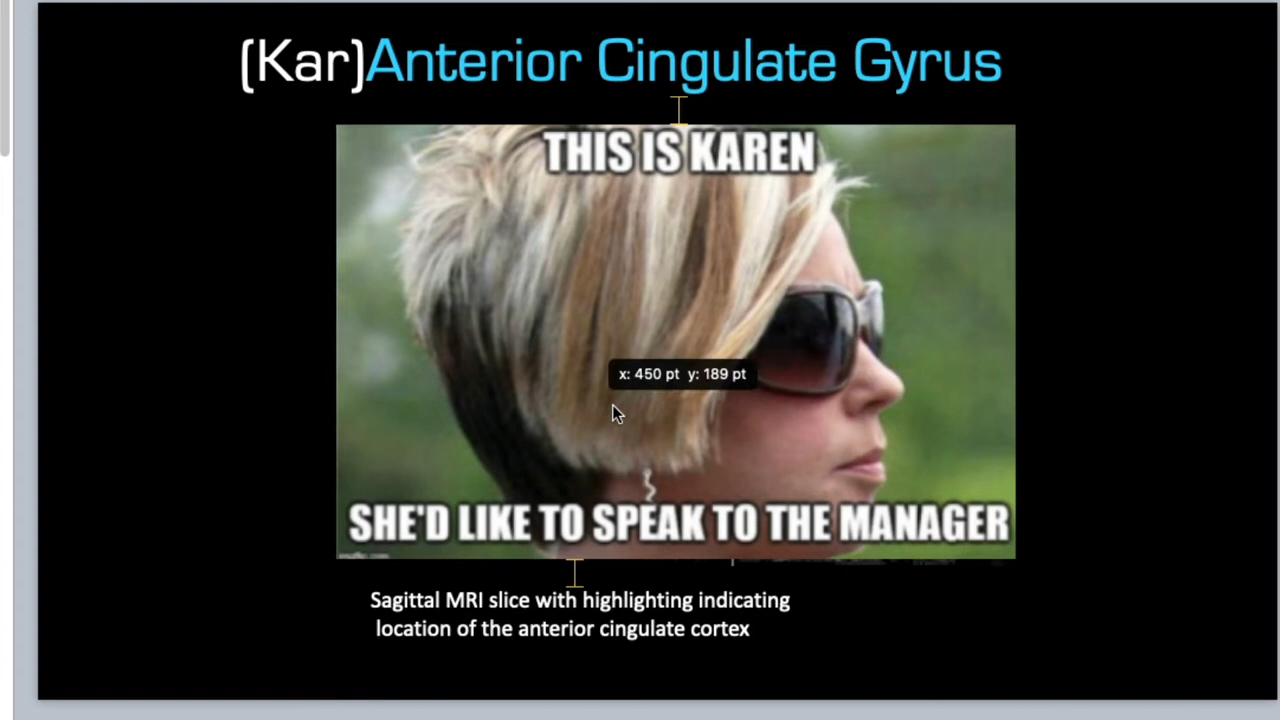 (Kar)Anterior Cingulate Gyrus
THIS IS KAREN
x: 450 pt y: 189 pt
SHE'D LIKE TO SPEAK TO THE MANAGER
Sagittal MRI slice with highlighting indicating
location of the anterior cingulate cortex